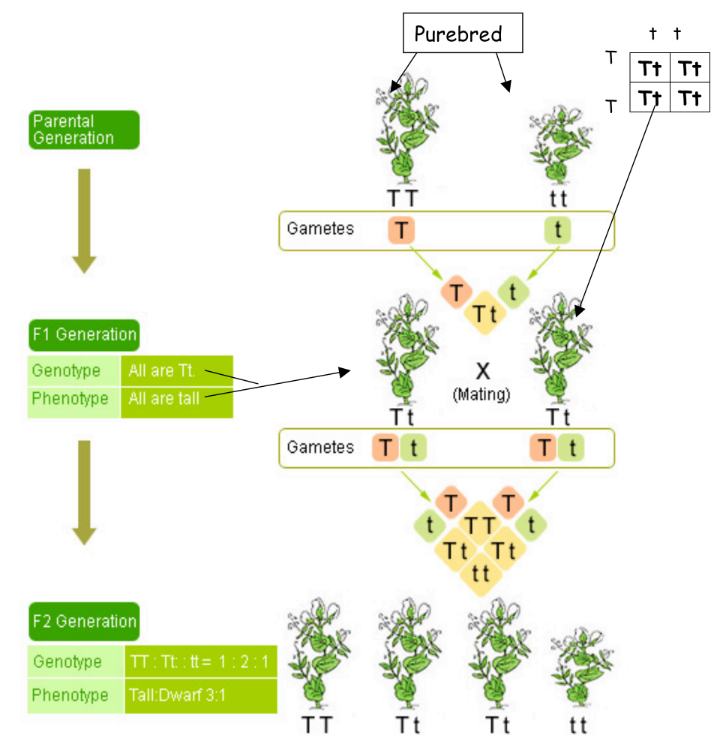 Purebred
t t
T Tt Tt
T Tt Tt
Parental
Generation
TT tt
Gametes T t
T t
Tt
F1 Generation
Genotype All are Tt.
Phenotype All are tall
X
(Mating)
Tt Tt
Gametes T t T t
T T
t TT t
Tt Tt
tt
F2 Generation
Genotype TT : Tt: : tt = 1 : 2 : 1
Phenotype Tall:Dwarf 3:1
TT Tt Tt tt